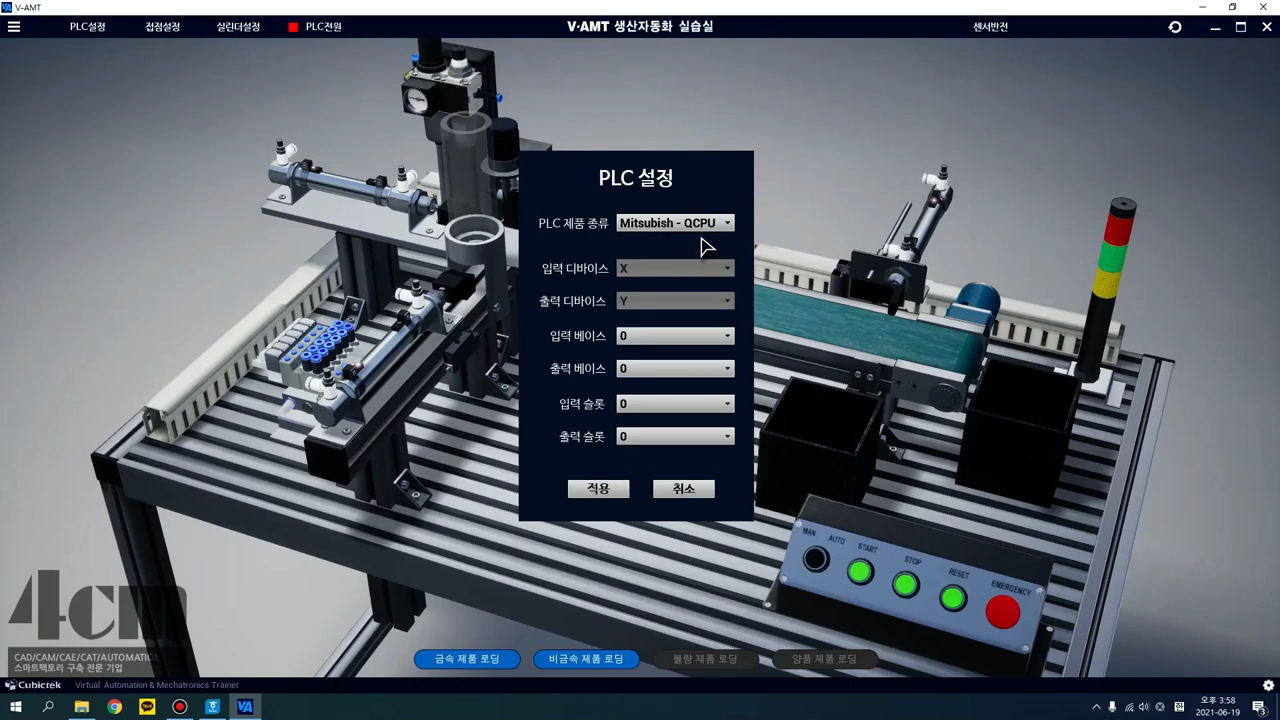 V-AMT
PLC설정
접점설정
실린더설정
PLC전원
V·AMT 생산자동화 실습실
센서반전
PLC 설정
PLC 제품 종류
Mitsubish - QCPU
입력 디바이스
X
출력 디바이스
Y
입력 베이스
0
출력 베이스
0
입력 슬롯
0
출력 슬롯
0
적용
취소
MAN
AUTO
START
STOP
RESET
EMERGENCY
4cm
CAD/CAM/CAE/CAT/AUTOMATION
스마트팩토리 구축 전문 기업
금속 제품 로딩
비금속 제품 로딩
불량 제품 로딩
양품 제품 로딩
Cubictek
Virtual Automation & Mechatronics Trainer
TALK
VA
오후 3:58
2021-06-19
3